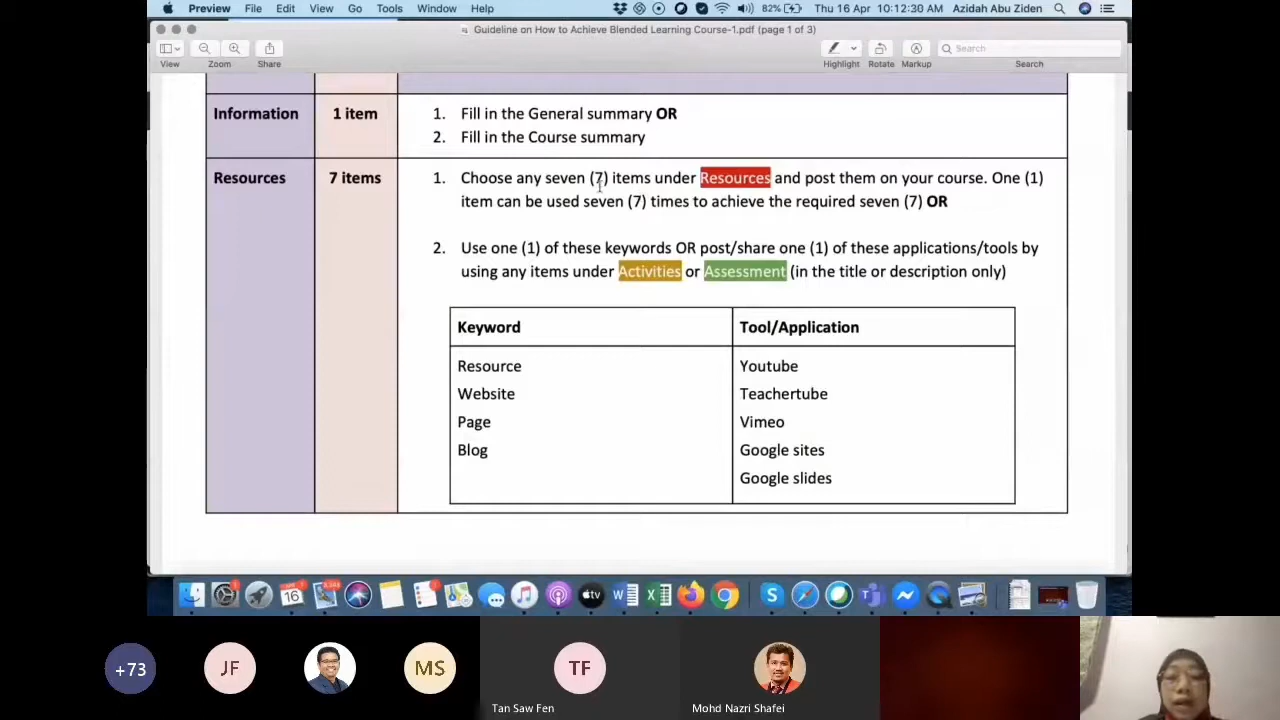 Preview File Edit View Go Tools Window Help 82% Thu 16 Apr 10:12:30 AM Azidah Abu Ziden
Guideline on How to Achieve Blended Learning Course-1.pdf (page 1 of 3)
Search
View Zoom Share Highlight Rotate Markup Search
Information 1 item 1. Fill in the General summary OR
2. Fill in the Course summary
Resources 7 items 1. Choose any seven (7) items under Resources and post them on your course. One (1)
item can be used seven (7) times to achieve the required seven (7) OR
2. Use one (1) of these keywords OR post/share one (1) of these applications/tools by
using any items under Activities or Assessment (in the title or description only)
Keyword Tool/Application
Resource Youtube
Website Teachertube
Page Vimeo
Blog Google sites
Google slides
16
tv
+73 JF MS TF
Tan Saw Fen Mohd Nazri Shafei